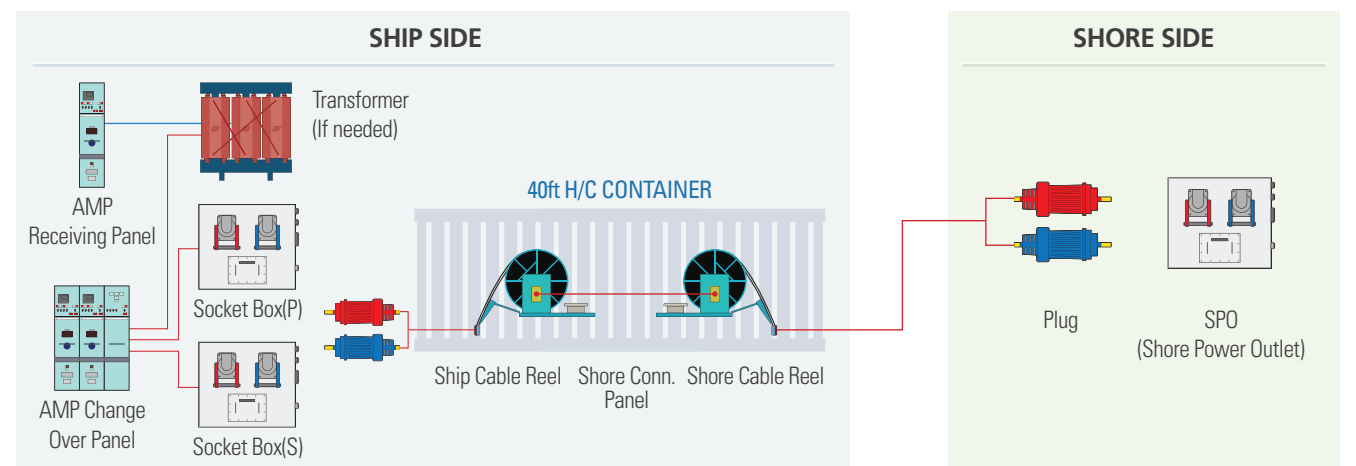 SHIP SIDE
SHORE SIDE
Transformer
(If needed)
AMP
Receiving Panel
40ft H/C CONTAINER
Socket Box(P)
Plug
SPO
(Shore Power Outlet)
Ship Cable Reel
Shore Conn.
Panel
Shore Cable Reel
AMP Change
Over Panel
Socket Box(S)